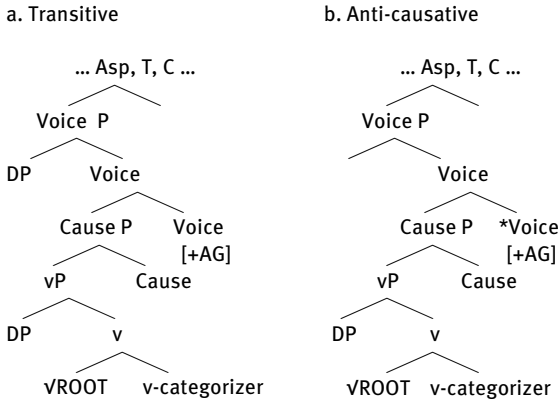 a. Transitive b. Anti-causative
... Asp, T, C ... ... Asp, T, C ...
Voice P Voice P
DP Voice Voice
Cause P Voice Cause P *Voice
[+AG] [+AG]
vP Cause vP Cause
DP v DP v
√ROOT v-categorizer √ROOT v-categorizer